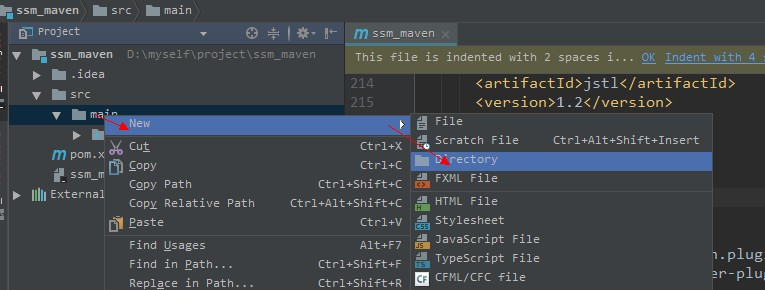 ssm_maven src main
Project
ssm_maven
This file is indented with 2 spaces i... OK Indent with 4 s
ssm_maven D:\myself\project\ssm_maven
.idea
src
main
pom.x
ssm_m
External
214 <artifactId>jstl</artifactId>
215 <version>1.2</version>
New
Cut Ctrl+X
Copy Ctrl+C
Copy Path Ctrl+Shift+C
Copy Relative Path Ctrl+Alt+Shift+C
Paste Ctrl+V
Find Usages Alt+F7
Find in Path... Ctrl+Shift+F
Replace in Path... Ctrl+Shift+R
File
Scratch File Ctrl+Alt+Shift+Insert
Directory
FXML File
HTML File
Stylesheet
JavaScript File
TypeScript File
CFML/CFC file
n.plugi
er-plug